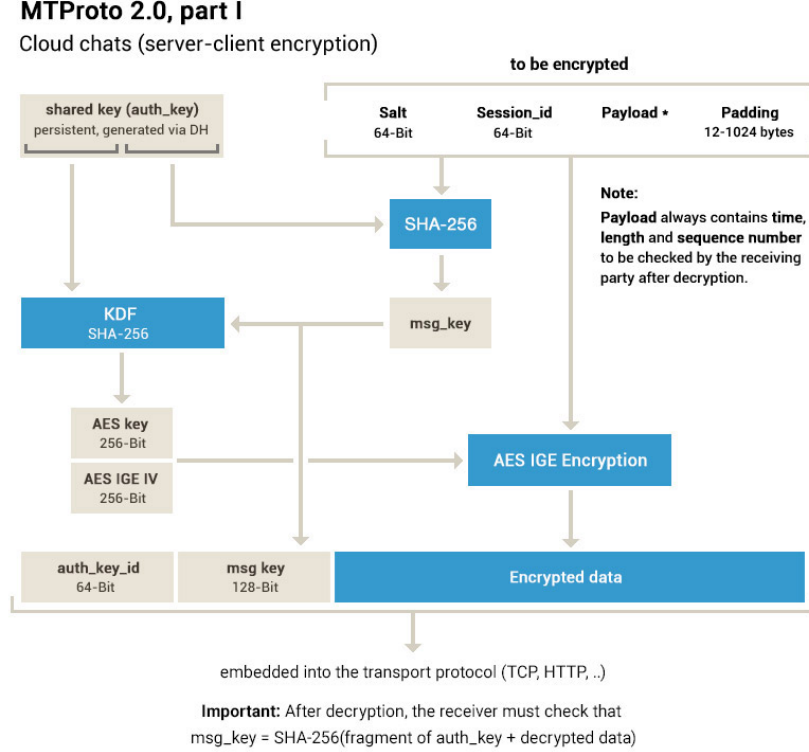 MTProto 2.0, part I
Cloud chats (server-client encryption)
to be encrypted
shared key (auth_key)
persistent, generated via DH
Salt
64-Bit
Session_id
64-Bit
Payload *
Padding
12-1024 bytes
Note:
Payload always contains time,
length and sequence number
to be checked by the receiving
party after decryption.
SHA-256
KDF
SHA-256
msg_key
AES key
256-Bit
AES IGE IV
256-Bit
AES IGE Encryption
auth_key_id
64-Bit
msg key
128-Bit
Encrypted data
embedded into the transport protocol (TCP, HTTP, ..)
Important: After decryption, the receiver must check that
msg_key = SHA-256(fragment of auth_key + decrypted data)